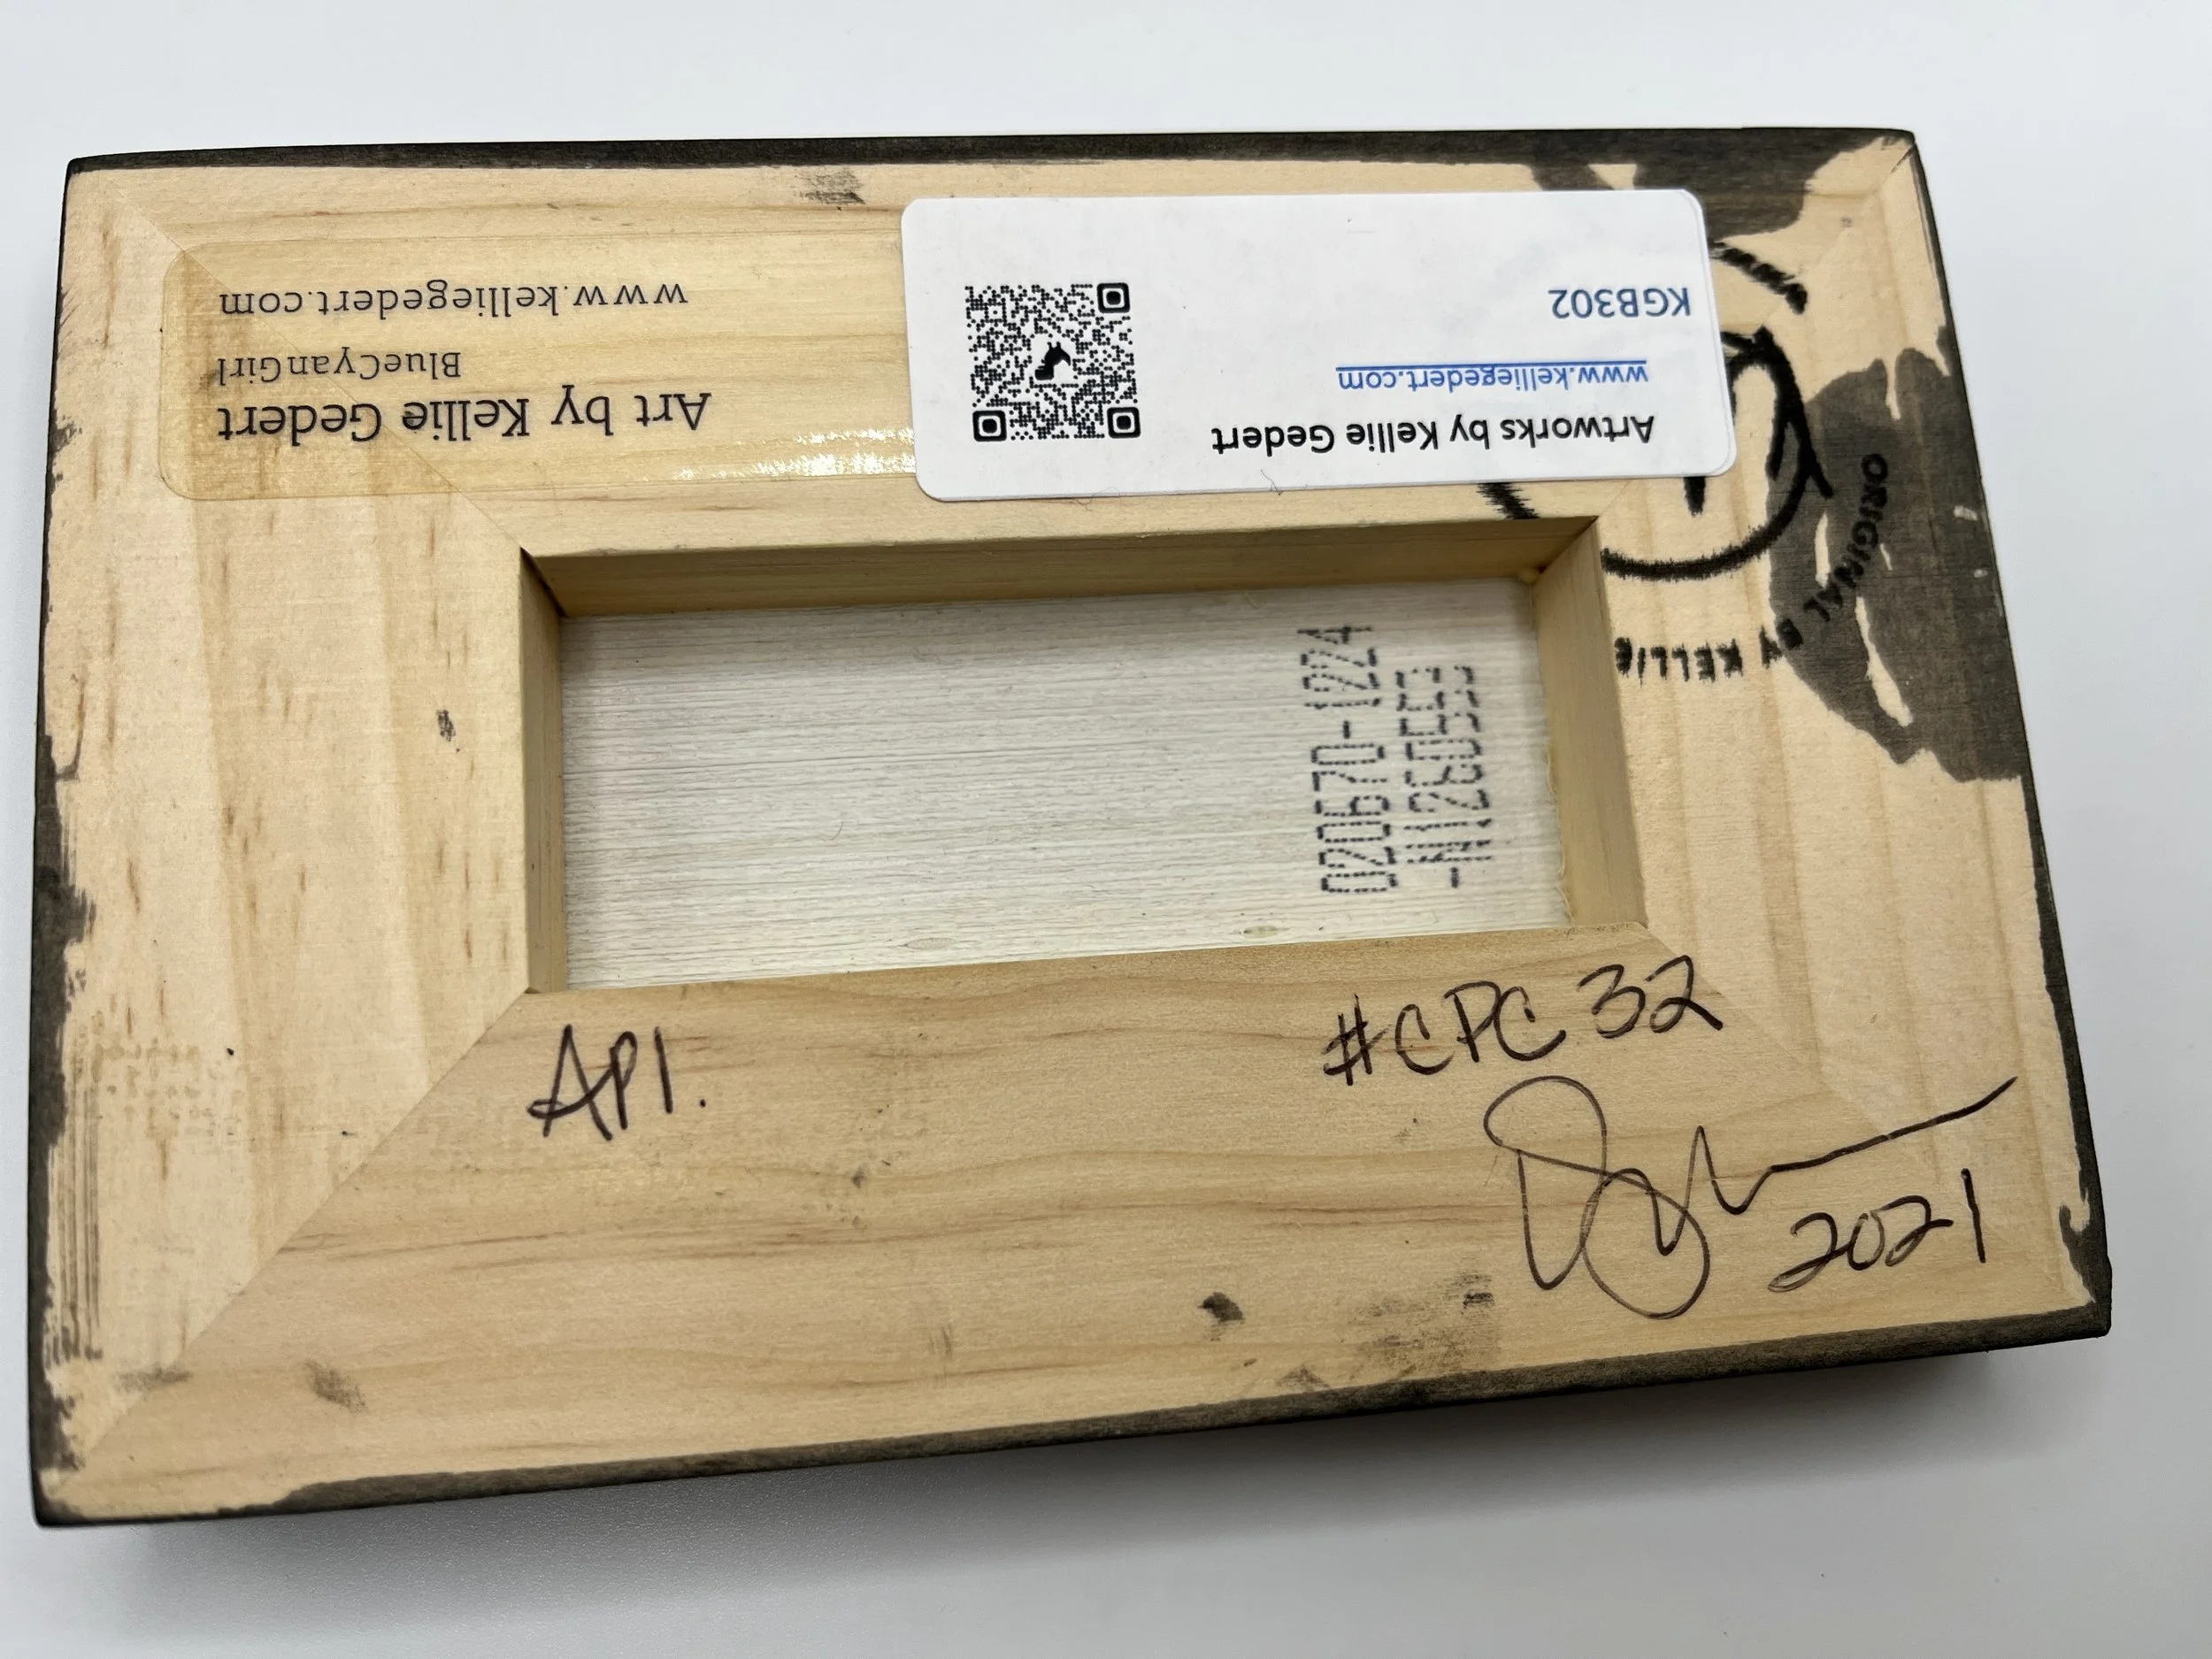 www.kelliegedert.com
BlueCyanGirl
Art by Kellie Gedert
KGB302
www.kelliegedert.com
Artworks by Kellie Gedert
ORIGINAL BY KELLIE
020670-1224
API.
#CPC 32
2021